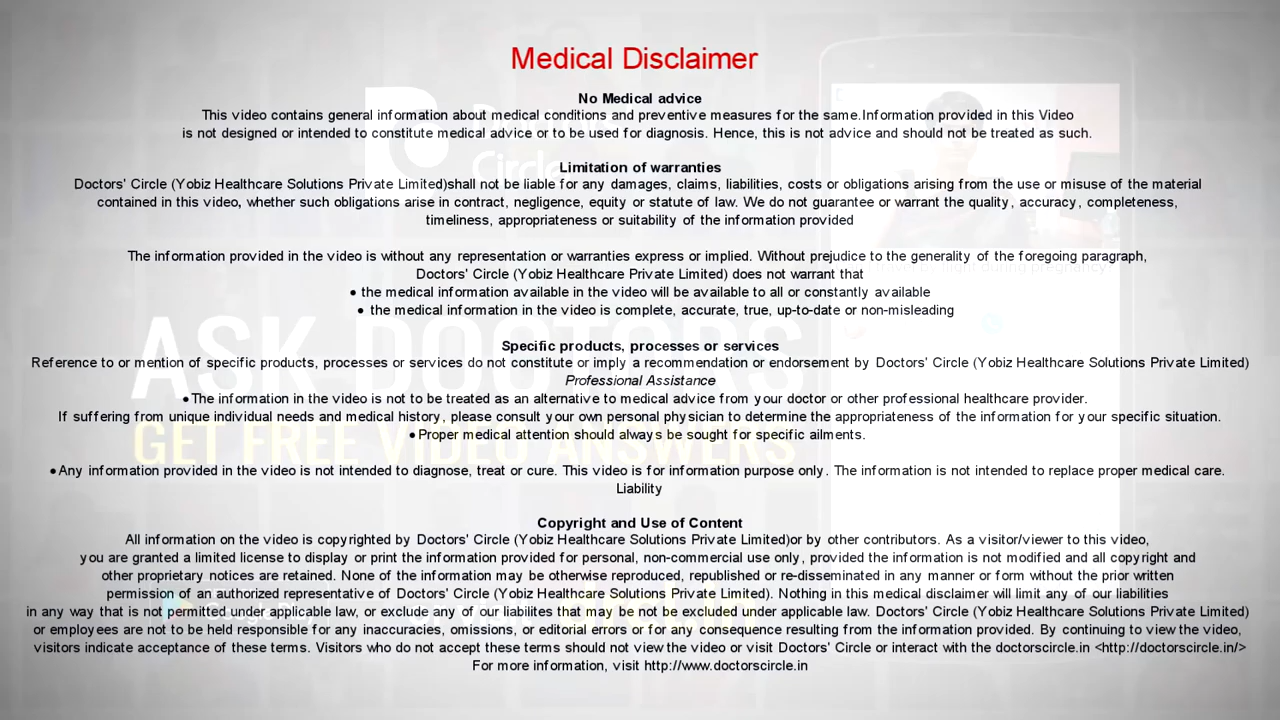 Medical Disclaimer
No Medical advice
This video contains general information about medical conditions and preventive measures for the same.Information provided in this Video
is not designed or intended to constitute medical advice or to be used for diagnosis. Hence, this is not advice and should not be treated as such.
Limitation of warranties
Doctors' Circle (Yobiz Healthcare Solutions Private Limited)shall not be liable for any damages, claims, liabilities, costs or obligations arising from the use or misuse of the material
contained in this video, whether such obligations arise in contract, negligence, equity or statute of law. We do not guarantee or warrant the quality, accuracy, completeness,
timeliness, appropriateness or suitability of the information provided
The information provided in the video is without any representation or warranties express or implied. Without prejudice to the generality of the foregoing paragraph,
Doctors' Circle (Yobiz Healthcare Private Limited) does not warrant that
• the medical information available in the video will be available to all or constantly available
• the medical information in the video is complete, accurate, true, up-to-date or non-misleading
Specific products, processes or services
Reference to or mention of specific products, processes or services do not constitute or imply a recommendation or endorsement by Doctors' Circle (Yobiz Healthcare Solutions Private Limited)
Professional Assistance
•The information in the video is not to be treated as an alternative to medical advice from your doctor or other professional healthcare provider.
If suffering from unique individual needs and medical history, please consult your own personal physician to determine the appropriateness of the information for your specific situation.
•Proper medical attention should always be sought for specific ailments.
•Any information provided in the video is not intended to diagnose, treat or cure. This video is for information purpose only. The information is not intended to replace proper medical care.
Liability
Copyright and Use of Content
All information on the video is copyrighted by Doctors' Circle (Yobiz Healthcare Solutions Private Limited)or by other contributors. As a visitor/viewer to this video,
you are granted a limited license to display or print the information provided for personal, non-commercial use only, provided the information is not modified and all copyright and
other proprietary notices are retained. None of the information may be otherwise reproduced, republished or re-disseminated in any manner or form without the prior written
permission of an authorized representative of Doctors' Circle (Yobiz Healthcare Solutions Private Limited). Nothing in this medical disclaimer will limit any of our liabilities
in any way that is not permitted under applicable law, or exclude any of our liabilites that may be not be excluded under applicable law. Doctors' Circle (Yobiz Healthcare Solutions Private Limited)
or employees are not to be held responsible for any inaccuracies, omissions, or editorial errors or for any consequence resulting from the information provided. By continuing to view the video,
visitors indicate acceptance of these terms. Visitors who do not accept these terms should not view the video or visit Doctors' Circle or interact with the doctorscircle.in <http://doctorscircle.in/>
For more information, visit http://www.doctorscircle.in
Circle
ASK DOCTORS
GET FREE VIDEO ANSWERS
Google Play
during pregnancy?